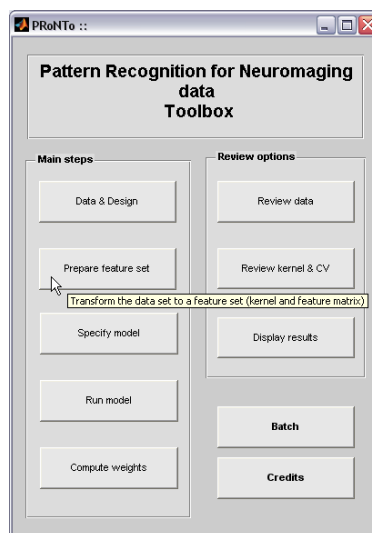 PRoNTo ::
Pattern Recognition for Neuromaging
data
Toolbox
Main steps
Data & Design
Prepare feature set
Transform the data set to a feature set (kernel and feature matrix)
Specify model
Run model
Compute weights
Review options
Review data
Review kernel & CV
Display results
Batch
Credits